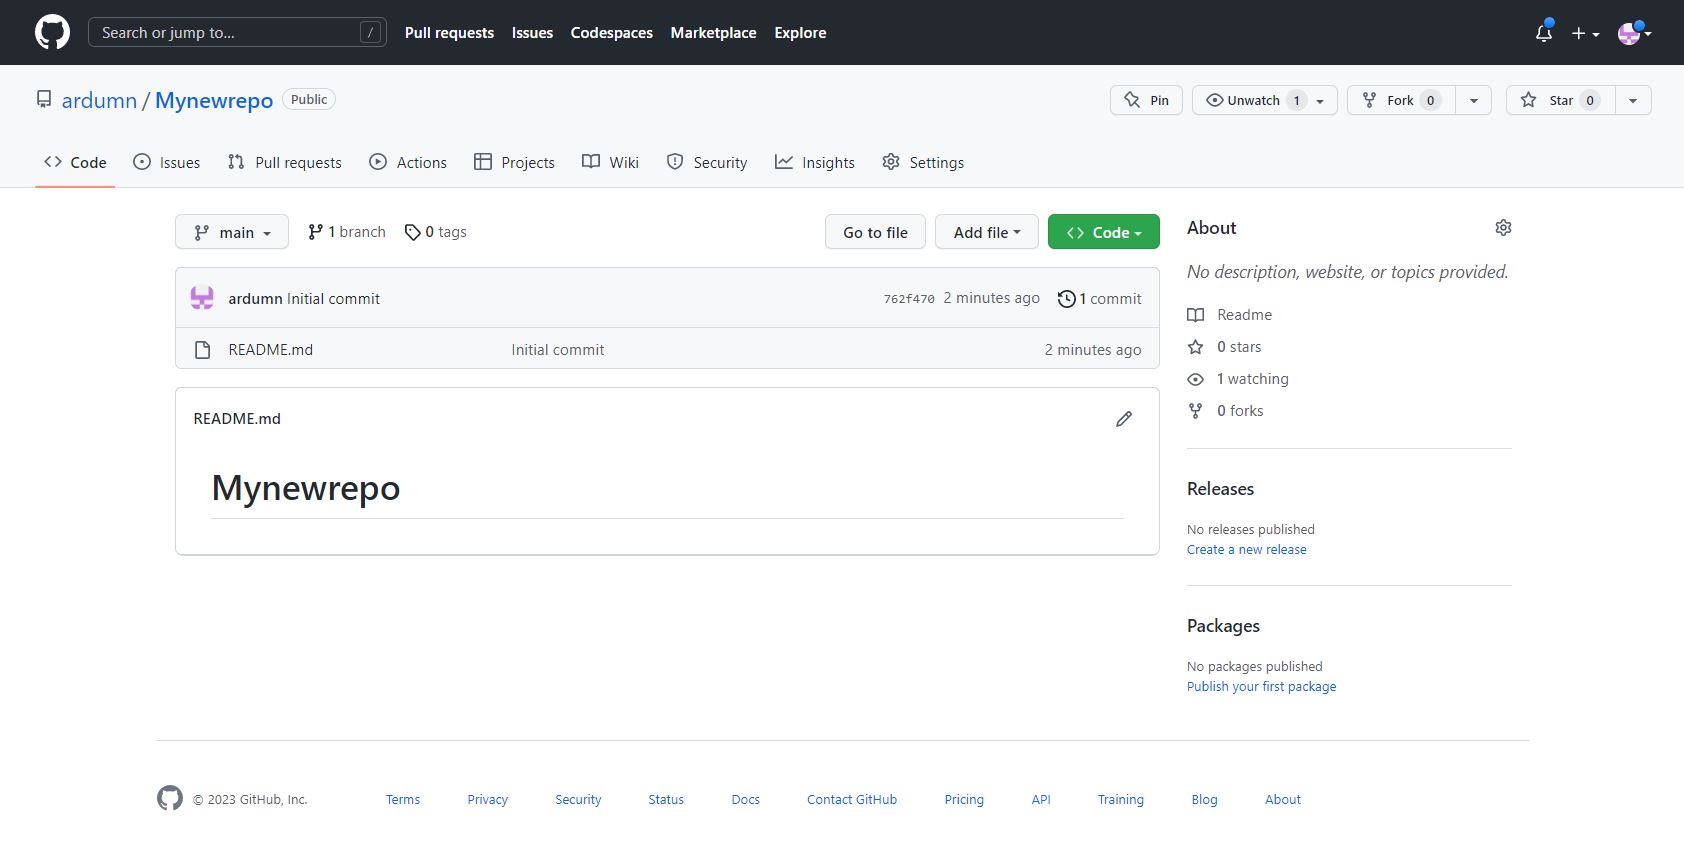 Search or jump to... /
Pull requests Issues Codespaces Marketplace Explore
ardumn / Mynewrepo Public
Pin Unwatch 1 Fork 0 Star 0
Code Issues Pull requests Actions Projects Wiki Security Insights Settings
main 1 branch 0 tags Go to file Add file Code
ardumn Initial commit 762f470 2 minutes ago 1 commit
README.md Initial commit 2 minutes ago
README.md
Mynewrepo
About
No description, website, or topics provided.
Readme
0 stars
1 watching
0 forks
Releases
No releases published
Create a new release
Packages
No packages published
Publish your first package
© 2023 GitHub, Inc. Terms Privacy Security Status Docs Contact GitHub Pricing API Training Blog About